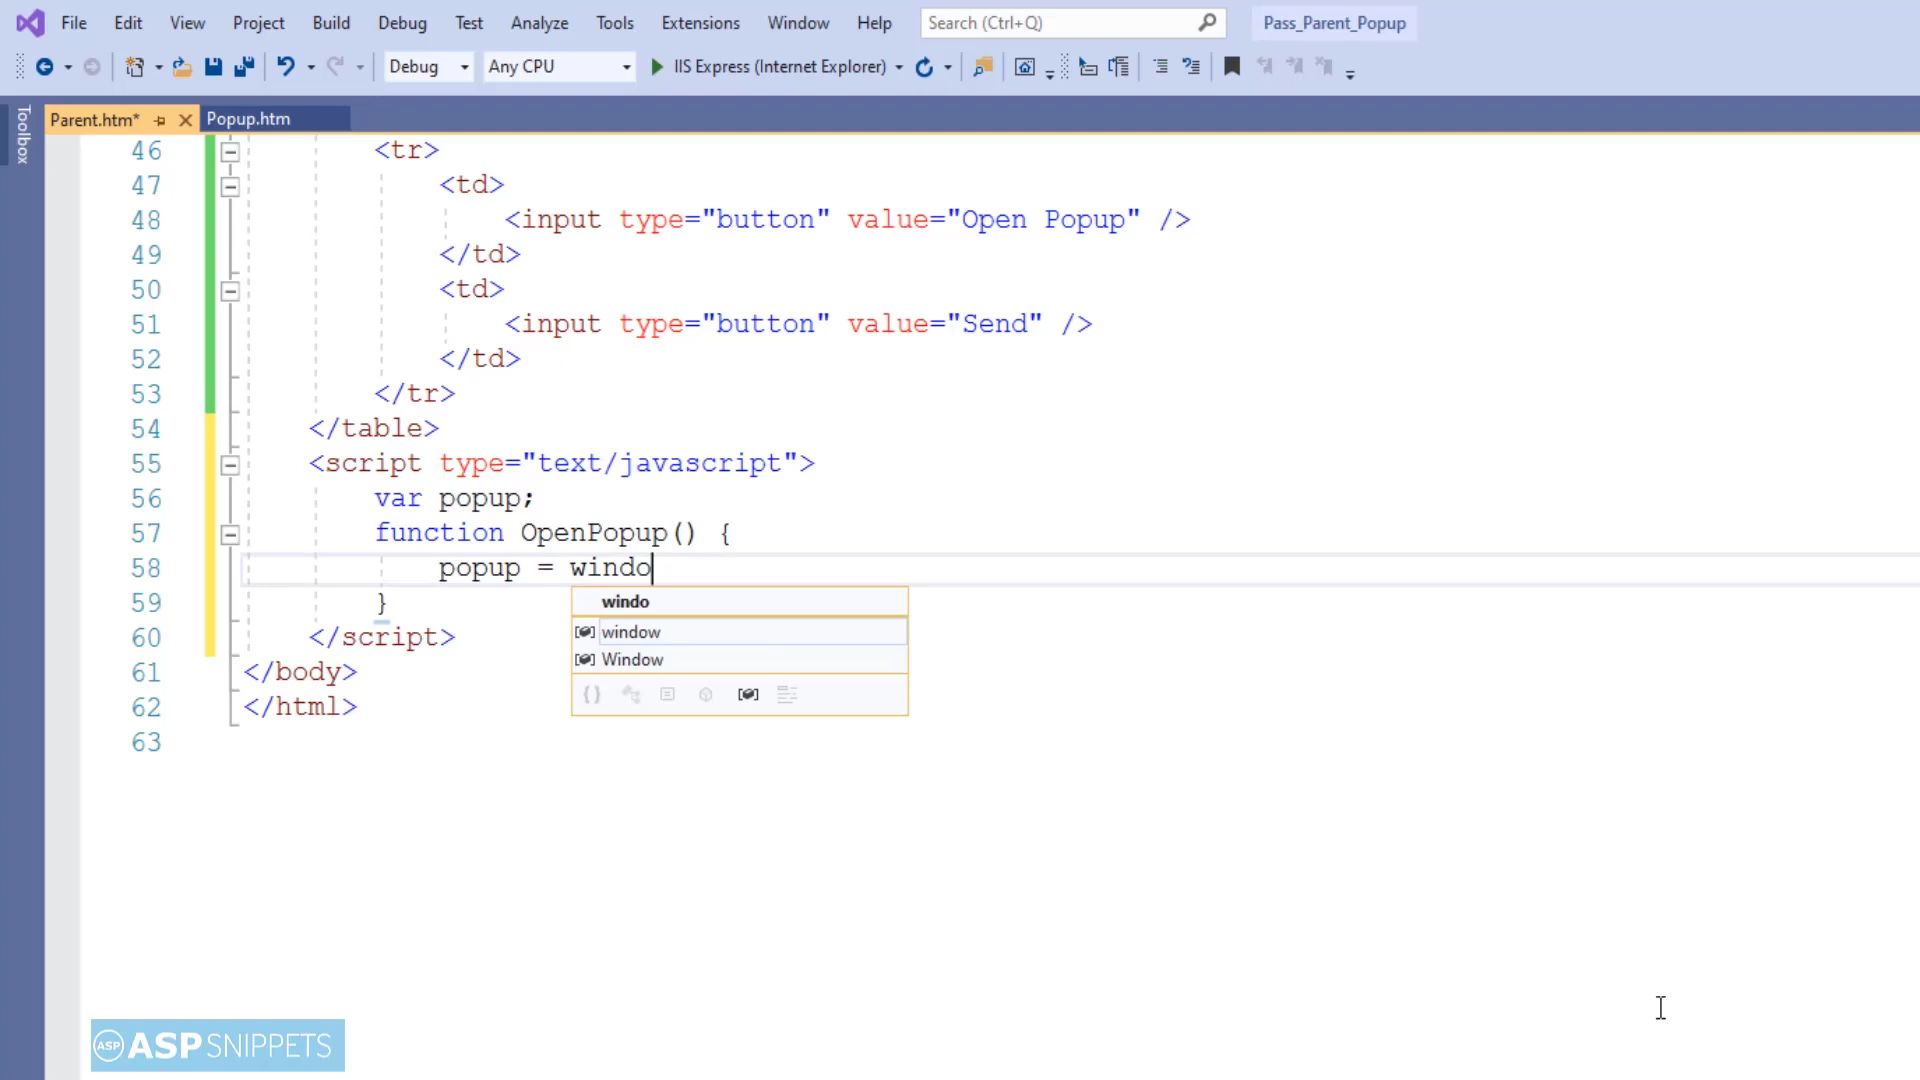 File Edit View Project Build Debug Test Analyze Tools Extensions Window Help Search (Ctrl+Q) Pass_Parent_Popup
Debug Any CPU IIS Express (Internet Explorer)
Toolbox
Parent.htm* Popup.htm
46 <tr>
47 <td>
48 <input type="button" value="Open Popup" />
49 </td>
50 <td>
51 <input type="button" value="Send" />
52 </td>
53 </tr>
54 </table>
55 <script type="text/javascript">
56 var popup;
57 function OpenPopup() {
58 popup = windo
windo
59 }
window
60 </script>
Window
61 </body>
62 </html>
63
ASP ASPSNIPPETS